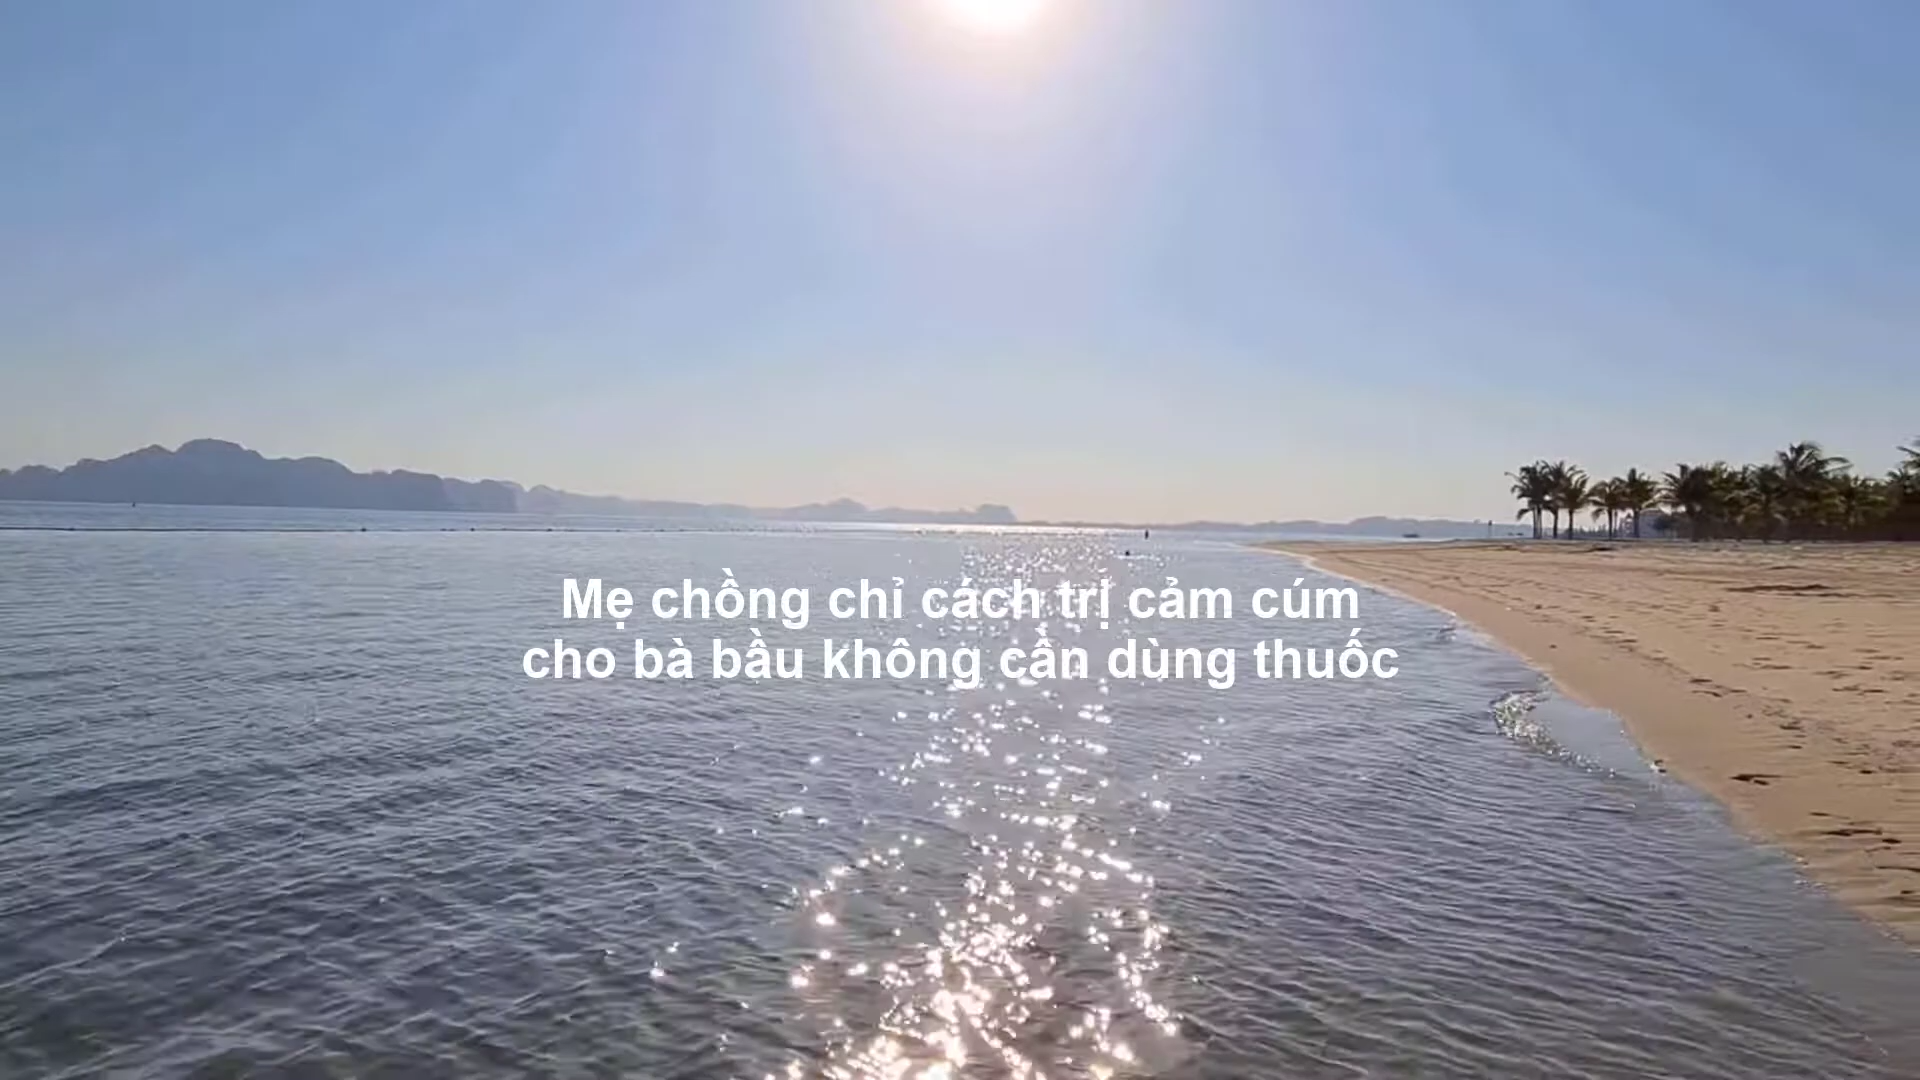 Mẹ chồng chỉ cách trị cảm cúm
cho bà bầu không cần dùng thuốc